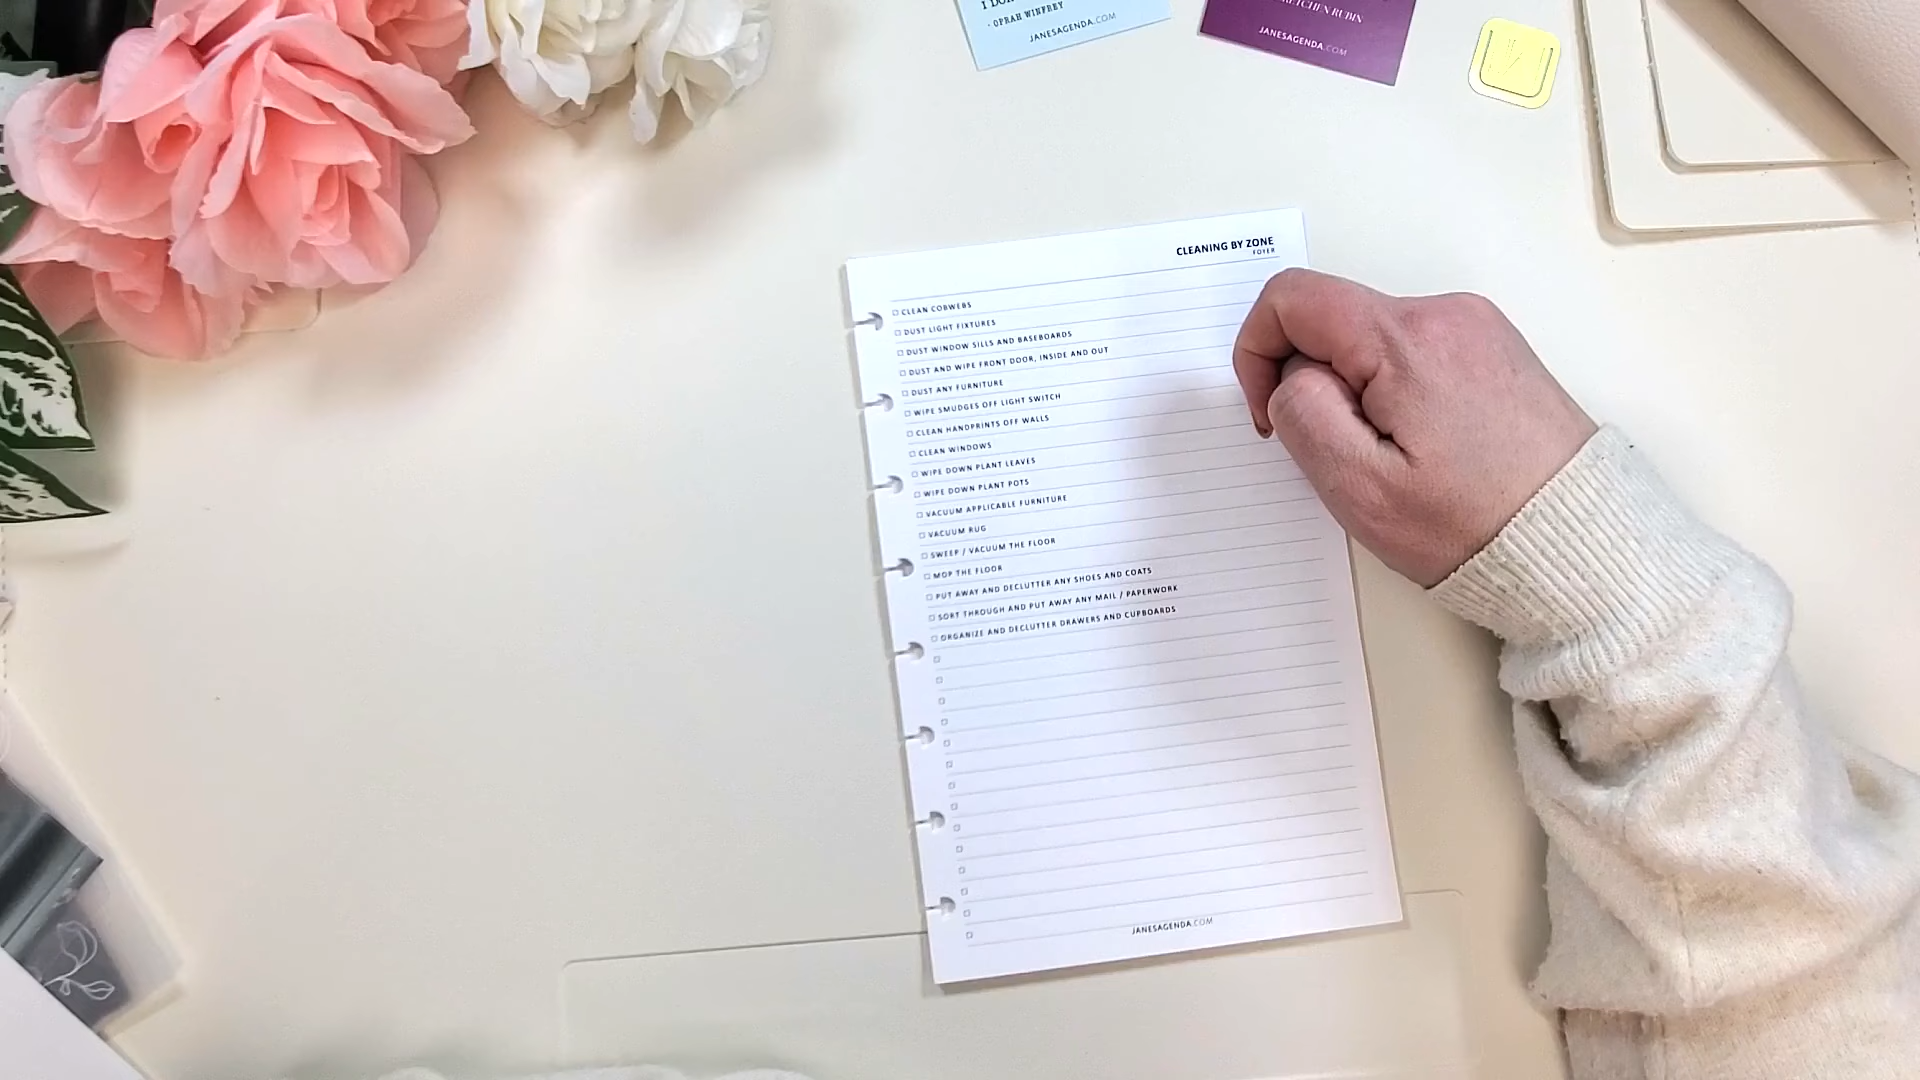 - OPRAH WINFREY
JANESAGENDA.COM
GRETCHEN RUBIN
JANESAGENDA.COM
CLEANING BY ZONE
FOYER
CLEAN COBWEBS
DUST LIGHT FIXTURES
DUST WINDOW SILLS AND BASEBOARDS
DUST AND WIPE FRONT DOOR, INSIDE AND OUT
DUST ANY FURNITURE
WIPE SMUDGES OFF LIGHT SWITCH
CLEAN HANDPRINTS OFF WALLS
CLEAN WINDOWS
WIPE DOWN PLANT LEAVES
WIPE DOWN PLANT POTS
VACUUM APPLICABLE FURNITURE
VACUUM RUG
SWEEP / VACUUM THE FLOOR
MOP THE FLOOR
PUT AWAY AND DECLUTTER ANY SHOES AND COATS
SORT THROUGH AND PUT AWAY ANY MAIL / PAPERWORK
ORGANIZE AND DECLUTTER DRAWERS AND CUPBOARDS
JANESAGENDA.COM